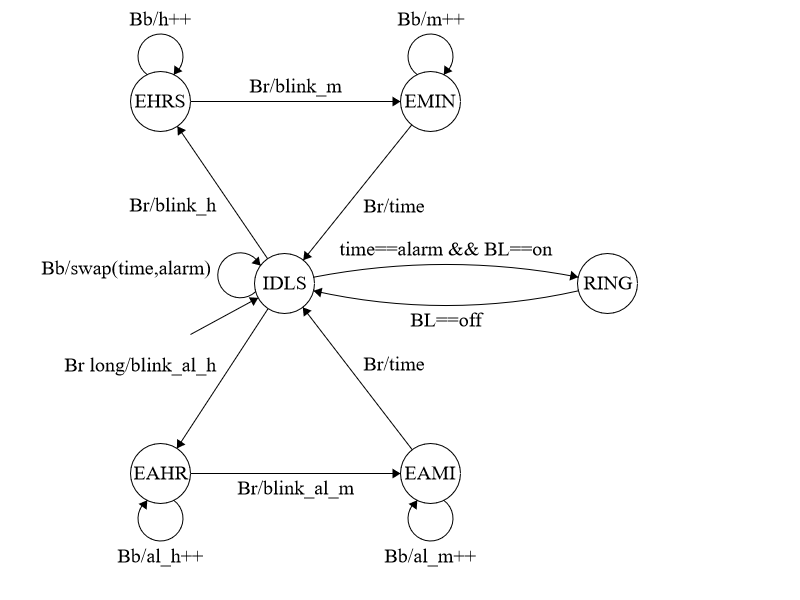 Bb/h++
Bb/m++
EHRS
Br/blink_m
EMIN
Br/blink_h
Br/time
Bb/swap(time,alarm)
time==alarm && BL==on
IDLS
RING
BL==off
Br long/blink_al_h
Br/time
EAHR
Br/blink_al_m
EAMI
Bb/al_h++
Bb/al_m++